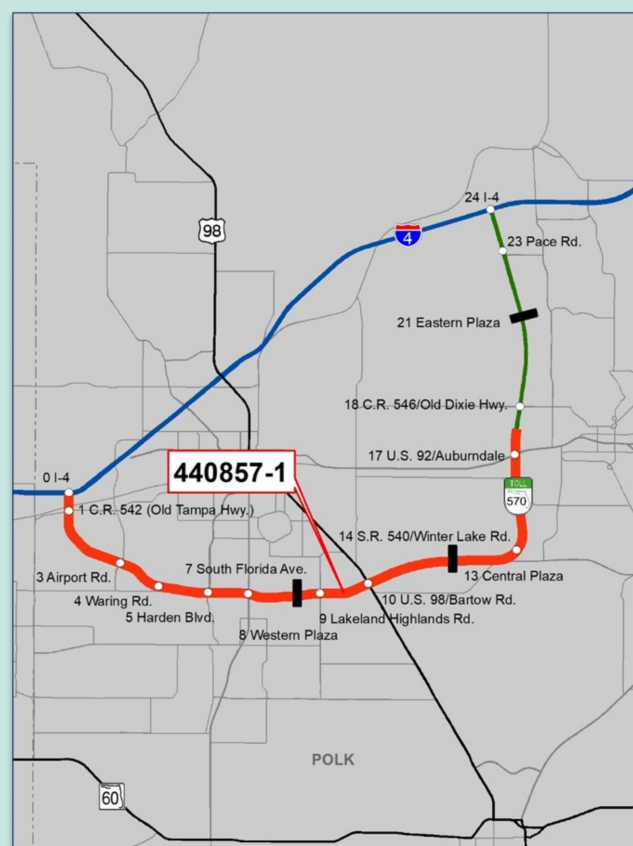 24 I-4
98
4
23 Pace Rd.
21 Eastern Plaza
18 C.R. 546/Old Dixie Hwy.
17 U.S. 92/Auburndale
440857-1
0 I-4
TOLL
570
1 C.R. 542 (Old Tampa Hwy.)
14 S.R. 540/Winter Lake Rd.
7 South Florida Ave.
3 Airport Rd.
13 Central Plaza
4 Waring Rd.
10 U.S. 98/Bartow Rd.
5 Harden Blvd.
9 Lakeland Highlands Rd.
8 Western Plaza
POLK
60